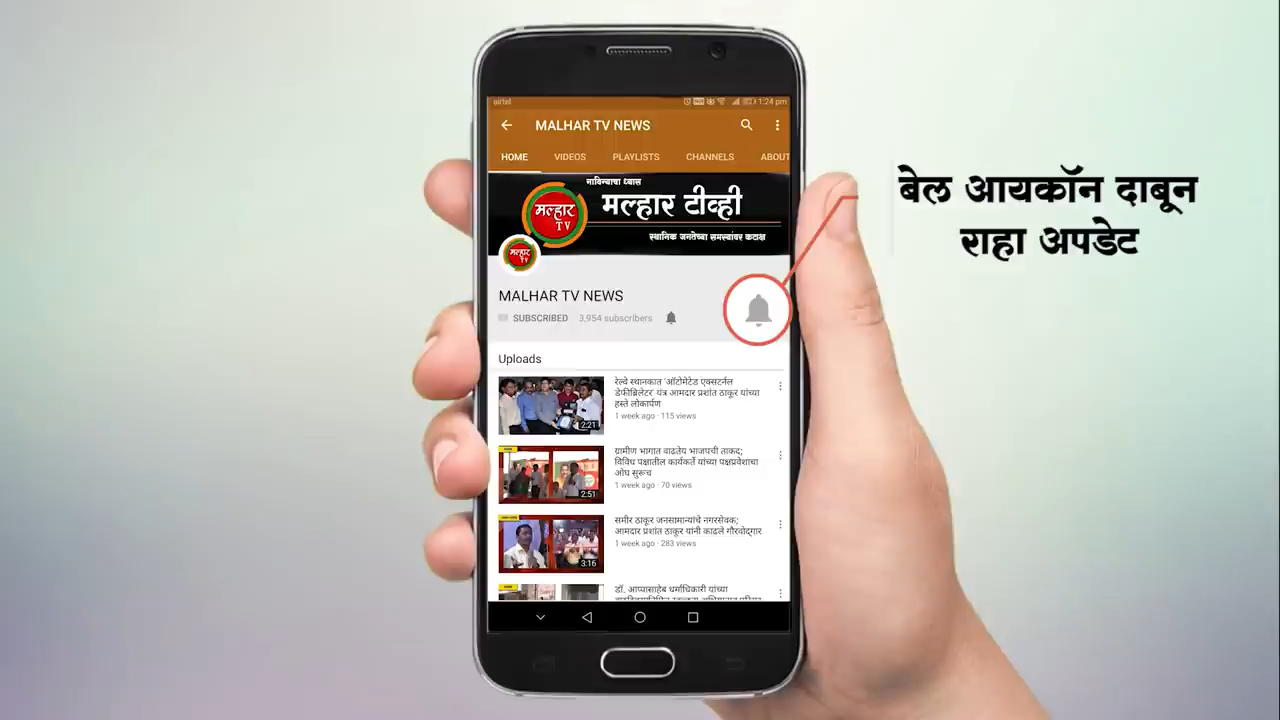 airtel 1:24 pm
MALHAR TV NEWS
HOME VIDEOS PLAYLISTS CHANNELS ABOUT
नाविन्याचा ध्यास
मल्हार टीव्ही
स्थानिक जनतेच्या समस्यांवर कटाक्ष
मल्हार
TV
मल्हार
TV
MALHAR TV NEWS
SUBSCRIBED 3,954 subscribers
Uploads
रेल्वे स्थानकात 'ऑटोमेटेड एक्सटर्नल
डेफीब्रिलेटर' यंत्र आमदार प्रशांत ठाकूर यांच्या
हस्ते लोकार्पण
1 week ago · 115 views
2:21
ग्रामीण भागात वाढतेय भाजपची ताकद;
विविध पक्षातील कार्यकर्ते यांच्या पक्षप्रवेशाचा
ओघ सुरूच
1 week ago · 70 views
2:51
समीर ठाकूर जनसामान्यांचे नगरसेवक;
आमदार प्रशांत ठाकूर यांनी काढले गौरवोद्गार
1 week ago · 283 views
3:16
डॉ. आप्पासाहेब धर्माधिकारी यांच्या
बेल आयकॉन दाबून
राहा अपडेट